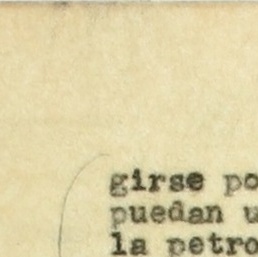 girse po
puedan u
la petro